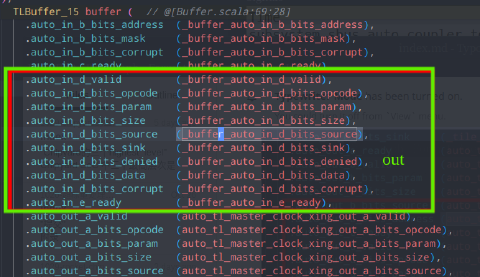 TLBuffer_15 buffer (  // @[Buffer.scala:69:28]
.auto_in_b_bits_address  (_buffer_auto_in_b_bits_address),
.auto_in_b_bits_mask  (_buffer_auto_in_b_bits_mask),
.auto_in_b_bits_corrupt  (_buffer_auto_in_b_bits_corrupt),
.auto_in_c_ready  (_buffer_auto_in_c_ready),
.auto_in_d_valid  (_buffer_auto_in_d_valid),
.auto_in_d_bits_opcode  (_buffer_auto_in_d_bits_opcode),
.auto_in_d_bits_param  (_buffer_auto_in_d_bits_param),
.auto_in_d_bits_size  (_buffer_auto_in_d_bits_size),
.auto_in_d_bits_source  (_buffer_auto_in_d_bits_source),
.auto_in_d_bits_sink  (_buffer_auto_in_d_bits_sink),
.auto_in_d_bits_denied  (_buffer_auto_in_d_bits_denied),
out
.auto_in_d_bits_data  (_buffer_auto_in_d_bits_data),
.auto_in_d_bits_corrupt  (_buffer_auto_in_d_bits_corrupt),
.auto_in_e_ready  (_buffer_auto_in_e_ready),
.auto_out_a_valid  (auto_tl_master_clock_xing_out_a_valid),
.auto_out_a_bits_opcode  (auto_tl_master_clock_xing_out_a_bits_opcode),
.auto_out_a_bits_param  (auto_tl_master_clock_xing_out_a_bits_param),
.auto_out_a_bits_size  (auto_tl_master_clock_xing_out_a_bits_size),
.auto_out_a_bits_source  (auto_tl_master_clock_xing_out_a_bits_source)